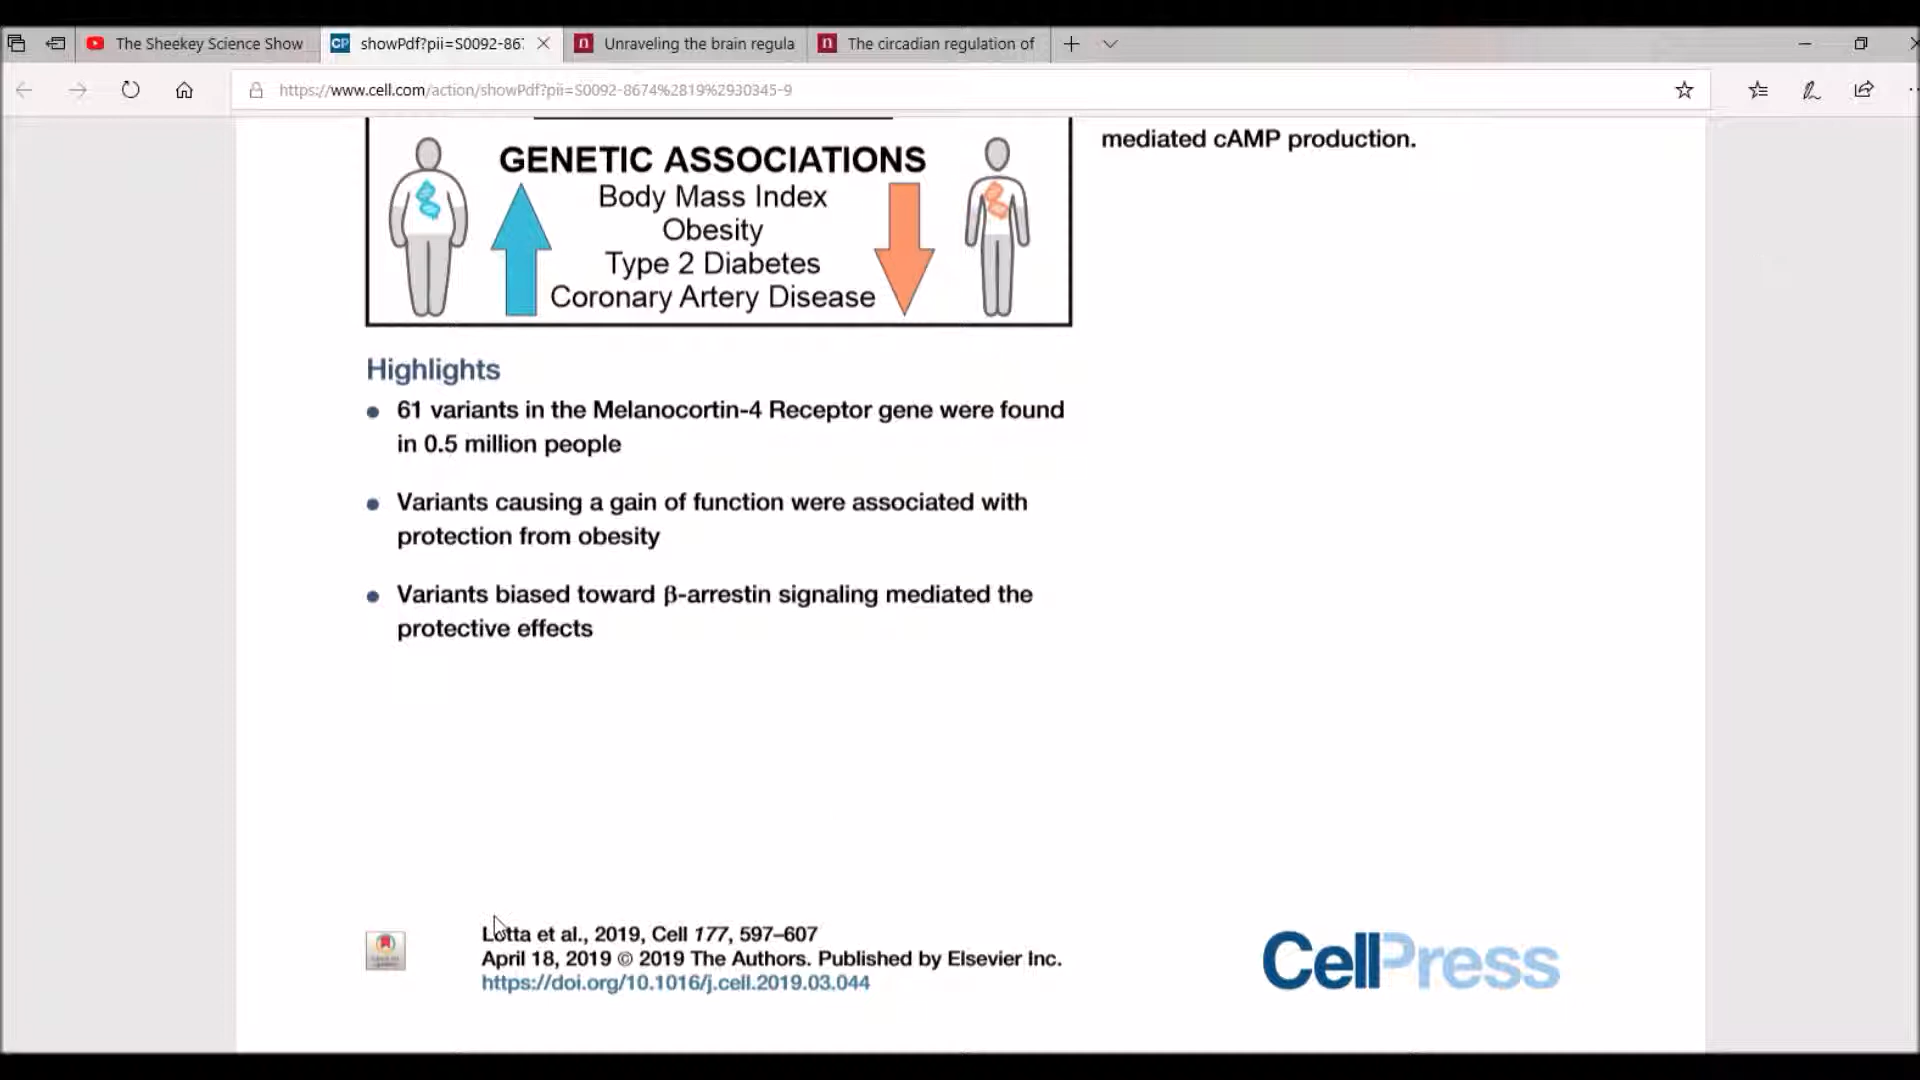 The Sheekey Science Show
CP showPdf?pii=S0092-86
n Unraveling the brain regula
n The circadian regulation of
https://www.cell.com/action/showPdf?pii=S0092-8674%2819%2930345-9
GENETIC ASSOCIATIONS
Body Mass Index
Obesity
Type 2 Diabetes
Coronary Artery Disease
mediated cAMP production.
Highlights
• 61 variants in the Melanocortin-4 Receptor gene were found
in 0.5 million people
• Variants causing a gain of function were associated with
protection from obesity
• Variants biased toward β-arrestin signaling mediated the
protective effects
Lotta et al., 2019, Cell 177, 597–607
April 18, 2019 © 2019 The Authors. Published by Elsevier Inc.
https://doi.org/10.1016/j.cell.2019.03.044
CellPress